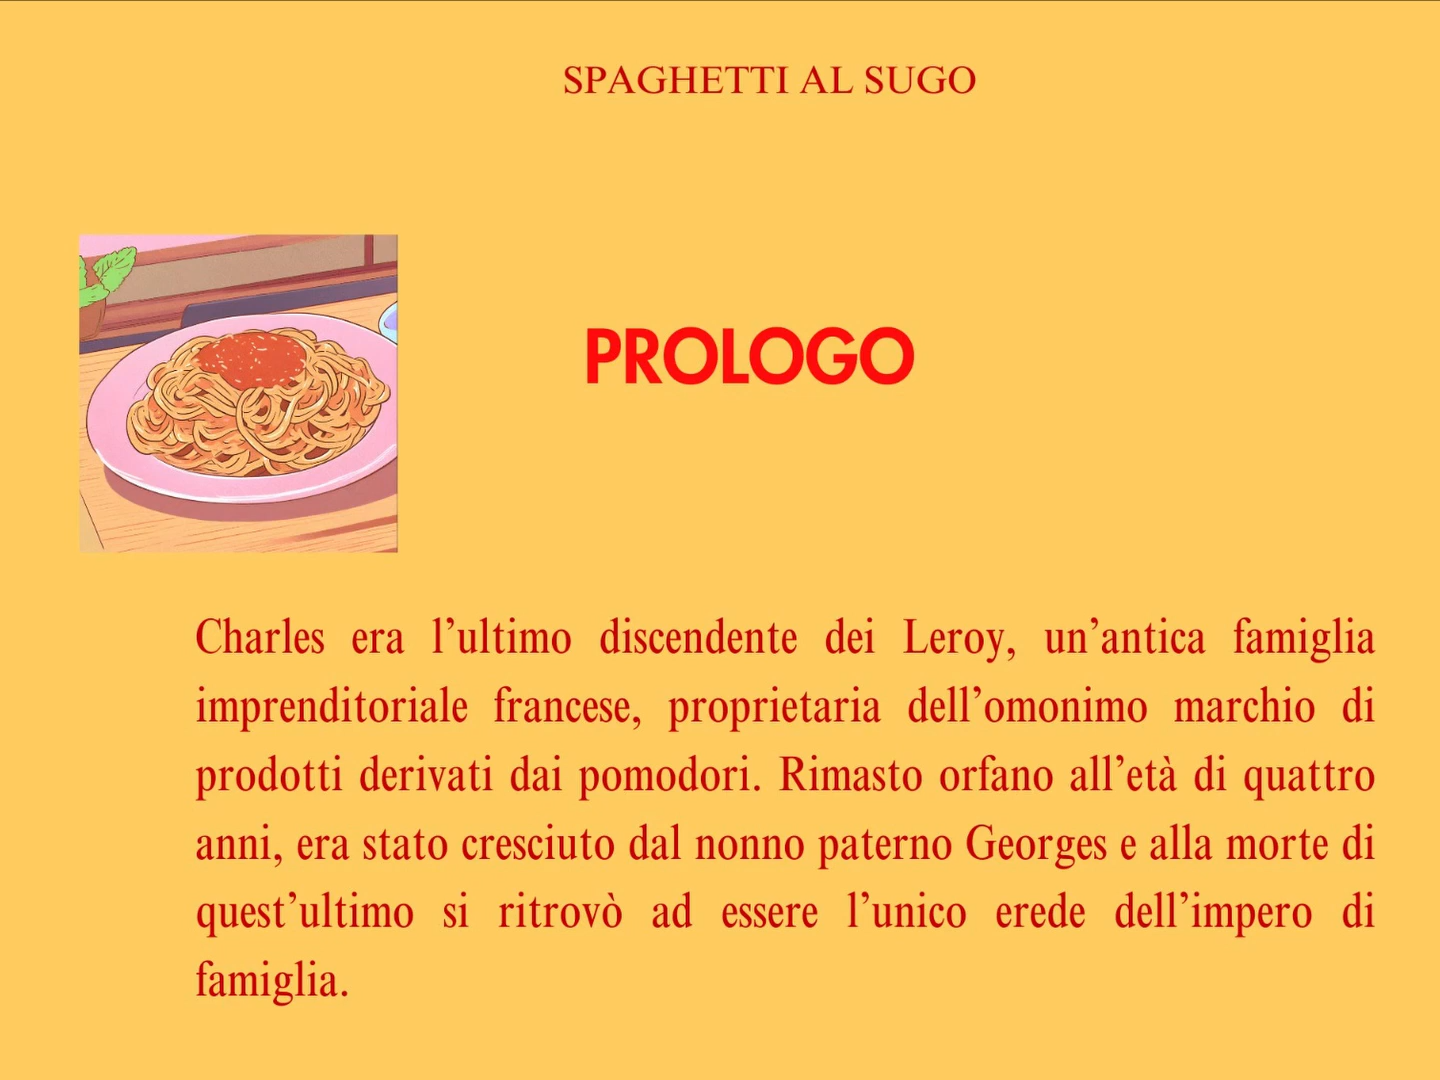 SPAGHETTI AL SUGO
PROLOGO
Charles era l’ultimo discendente dei Leroy, un’antica famiglia
imprenditoriale francese, proprietaria dell’omonimo marchio di
prodotti derivati dai pomodori. Rimasto orfano all’età di quattro
anni, era stato cresciuto dal nonno paterno Georges e alla morte di
quest’ultimo si ritrovò ad essere l’unico erede dell’impero di
famiglia.